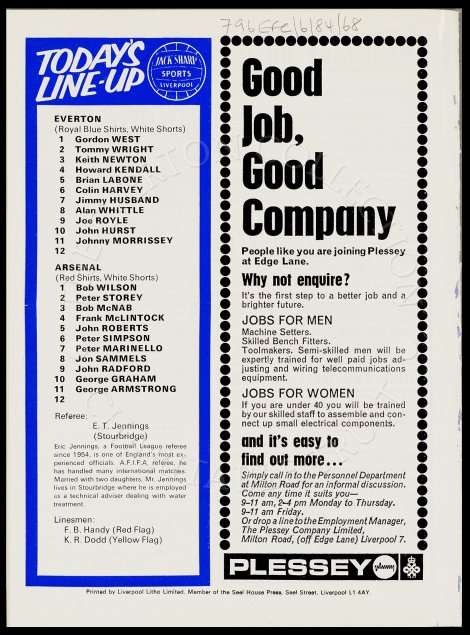 796EFC/6/84/68
TODAY'S
LINE-UP
JACK SHARP
SPORTS
LIVERPOOL
EVERTON
(Royal Blue Shirts, White Shorts)
1 Gordon WEST
2 Tommy WRIGHT
3 Keith NEWTON
4 Howard KENDALL
5 Brian LABONE
6 Colin HARVEY
7 Jimmy HUSBAND
8 Alan WHITTLE
9 Joe ROYLE
10 John HURST
11 Johnny MORRISSEY
12
ARSENAL
(Red Shirts, White Shorts)
1 Bob WILSON
2 Peter STOREY
3 Bob McNAB
4 Frank McLINTOCK
5 John ROBERTS
6 Peter SIMPSON
7 Peter MARINELLO
8 Jon SAMMELS
9 John RADFORD
10 George GRAHAM
11 George ARMSTRONG
12
Referee:
E. T. Jennings
(Stourbridge)
Eric Jennings, a Football League referee
since 1954, is one of England's most ex-
perienced officials. A F.I.F.A. referee, he
has handled many international matches.
Married with two daughters, Mr. Jennings
lives in Stourbridge where he is employed
as a technical adviser dealing with water
treatment.
Linesmen:
F. B. Handy (Red Flag)
K. R. Dodd (Yellow Flag)
Good
Job,
Good
Company
People like you are joining Plessey
at Edge Lane.
Why not enquire?
It's the first step to a better job and a
brighter future.
JOBS FOR MEN
Machine Setters.
Skilled Bench Fitters.
Toolmakers. Semi-skilled men will be
expertly trained for well paid jobs ad-
justing and wiring telecommunications
equipment.
JOBS FOR WOMEN
If you are under 40 you will be trained
by our skilled staff to assemble and con-
nect up small electrical components.
and it's easy to
find out more...
Simply call in to the Personnel Department
at Milton Road for an informal discussion.
Come any time it suits you—
9-11 am, 2-4 pm Monday to Thursday.
9-11 am Friday.
Or drop a line to the Employment Manager,
The Plessey Company Limited,
Milton Road, (off Edge Lane) Liverpool 7.
PLESSEY
Printed by Liverpool Litho Limited. Member of the Seel House Press, Seel Street, Liverpool L1 4AY.